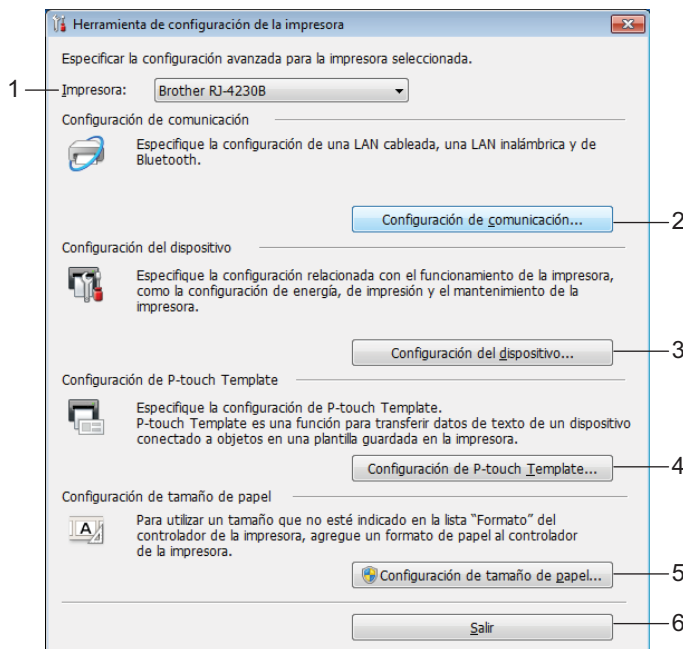 Herramienta de configuración de la impresora
Especificar la configuración avanzada para la impresora seleccionada.
1
Impresora:
Brother RJ-4230B
Configuración de comunicación
Especifique la configuración de una LAN cableada, una LAN inalámbrica y de
Bluetooth.
Configuración de comunicación...
2
Configuración del dispositivo
Especifique la configuración relacionada con el funcionamiento de la impresora,
como la configuración de energía, de impresión y el mantenimiento de la
impresora.
Configuración del dispositivo...
3
Configuración de P-touch Template
Especifique la configuración de P-touch Template.
P-touch Template es una función para transferir datos de texto de un dispositivo
conectado a objetos en una plantilla guardada en la impresora.
Configuración de P-touch Template...
4
Configuración de tamaño de papel
Para utilizar un tamaño que no esté indicado en la lista "Formato" del
controlador de la impresora, agregue un formato de papel al controlador
de la impresora.
Configuración de tamaño de papel...
5
Salir
6